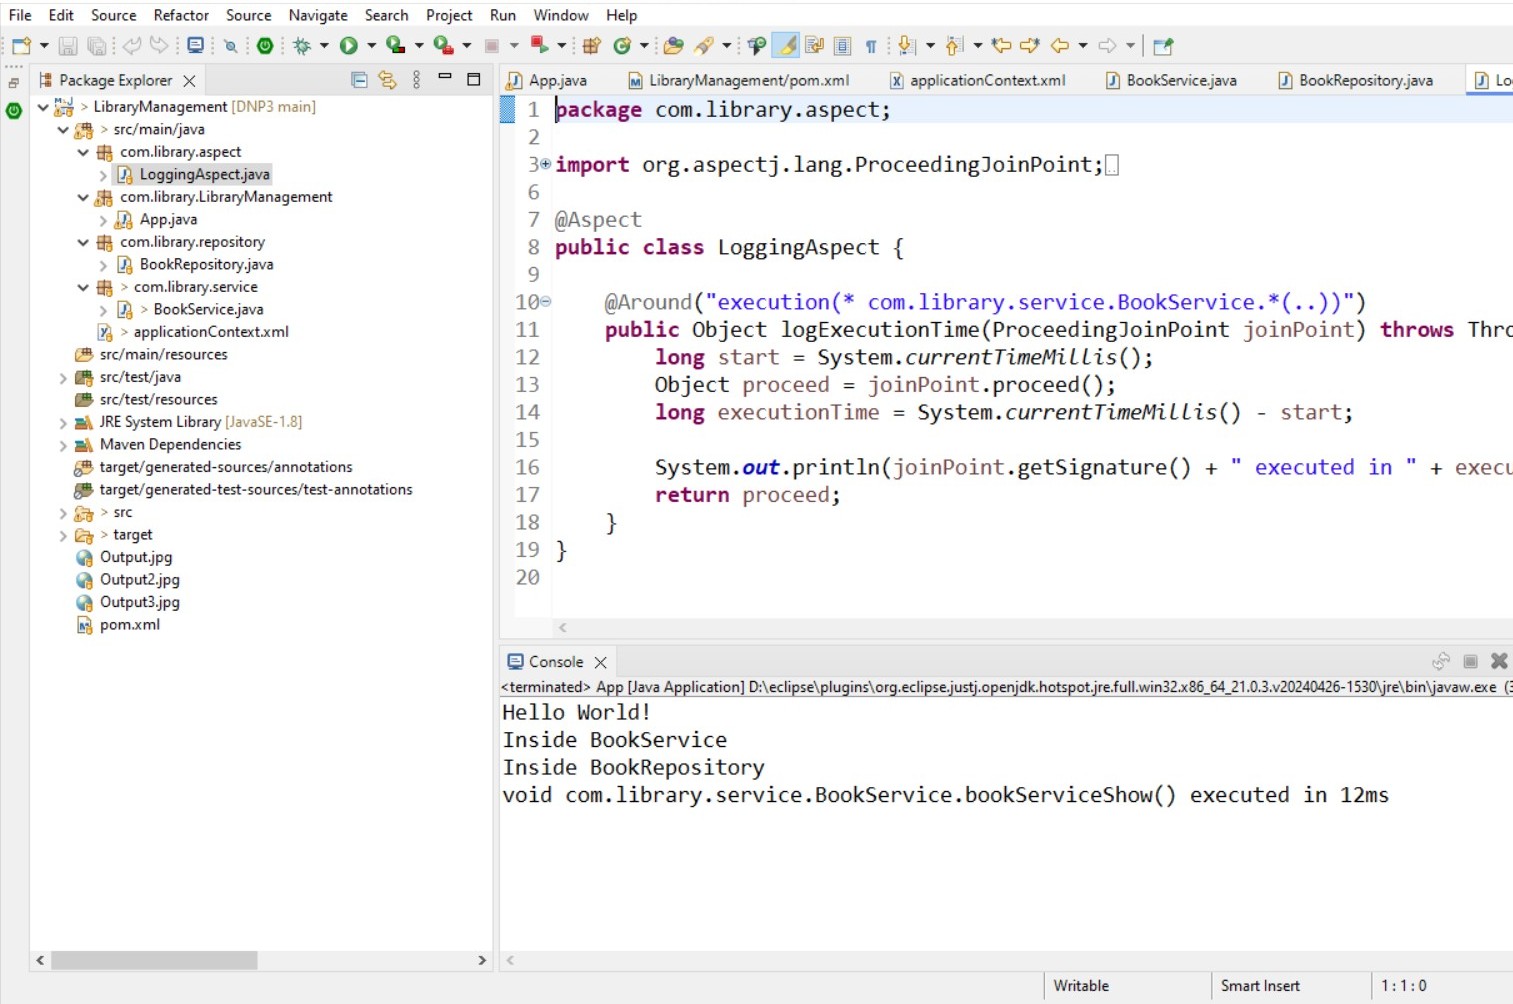 File Edit Source Refactor Source Navigate Search Project Run Window Help
Package Explorer
LibraryManagement [DNP3 main]
src/main/java
com.library.aspect
LoggingAspect.java
com.library.LibraryManagement
App.java
com.library.repository
BookRepository.java
com.library.service
BookService.java
applicationContext.xml
src/main/resources
src/test/java
src/test/resources
JRE System Library [JavaSE-1.8]
Maven Dependencies
target/generated-sources/annotations
target/generated-test-sources/test-annotations
src
target
Output.jpg
Output2.jpg
Output3.jpg
pom.xml
App.java LibraryManagement/pom.xml applicationContext.xml BookService.java BookRepository.java Lo
1 package com.library.aspect;
2
3 import org.aspectj.lang.ProceedingJoinPoint;
6
7 @Aspect
8 public class LoggingAspect {
9
10 @Around("execution(* com.library.service.BookService.*(..))")
11 public Object logExecutionTime(ProceedingJoinPoint joinPoint) throws Thro
12 long start = System.currentTimeMillis();
13 Object proceed = joinPoint.proceed();
14 long executionTime = System.currentTimeMillis() - start;
15
16 System.out.println(joinPoint.getSignature() + " executed in " + execu
17 return proceed;
18 }
19 }
20
Console
<terminated> App [Java Application] D:\eclipse\plugins\org.eclipse.justj.openjdk.hotspot.jre.full.win32.x86_64_21.0.3.v20240426-1530\jre\bin\javaw.exe (3
Hello World!
Inside BookService
Inside BookRepository
void com.library.service.BookService.bookServiceShow() executed in 12ms
Writable Smart Insert 1 : 1 : 0